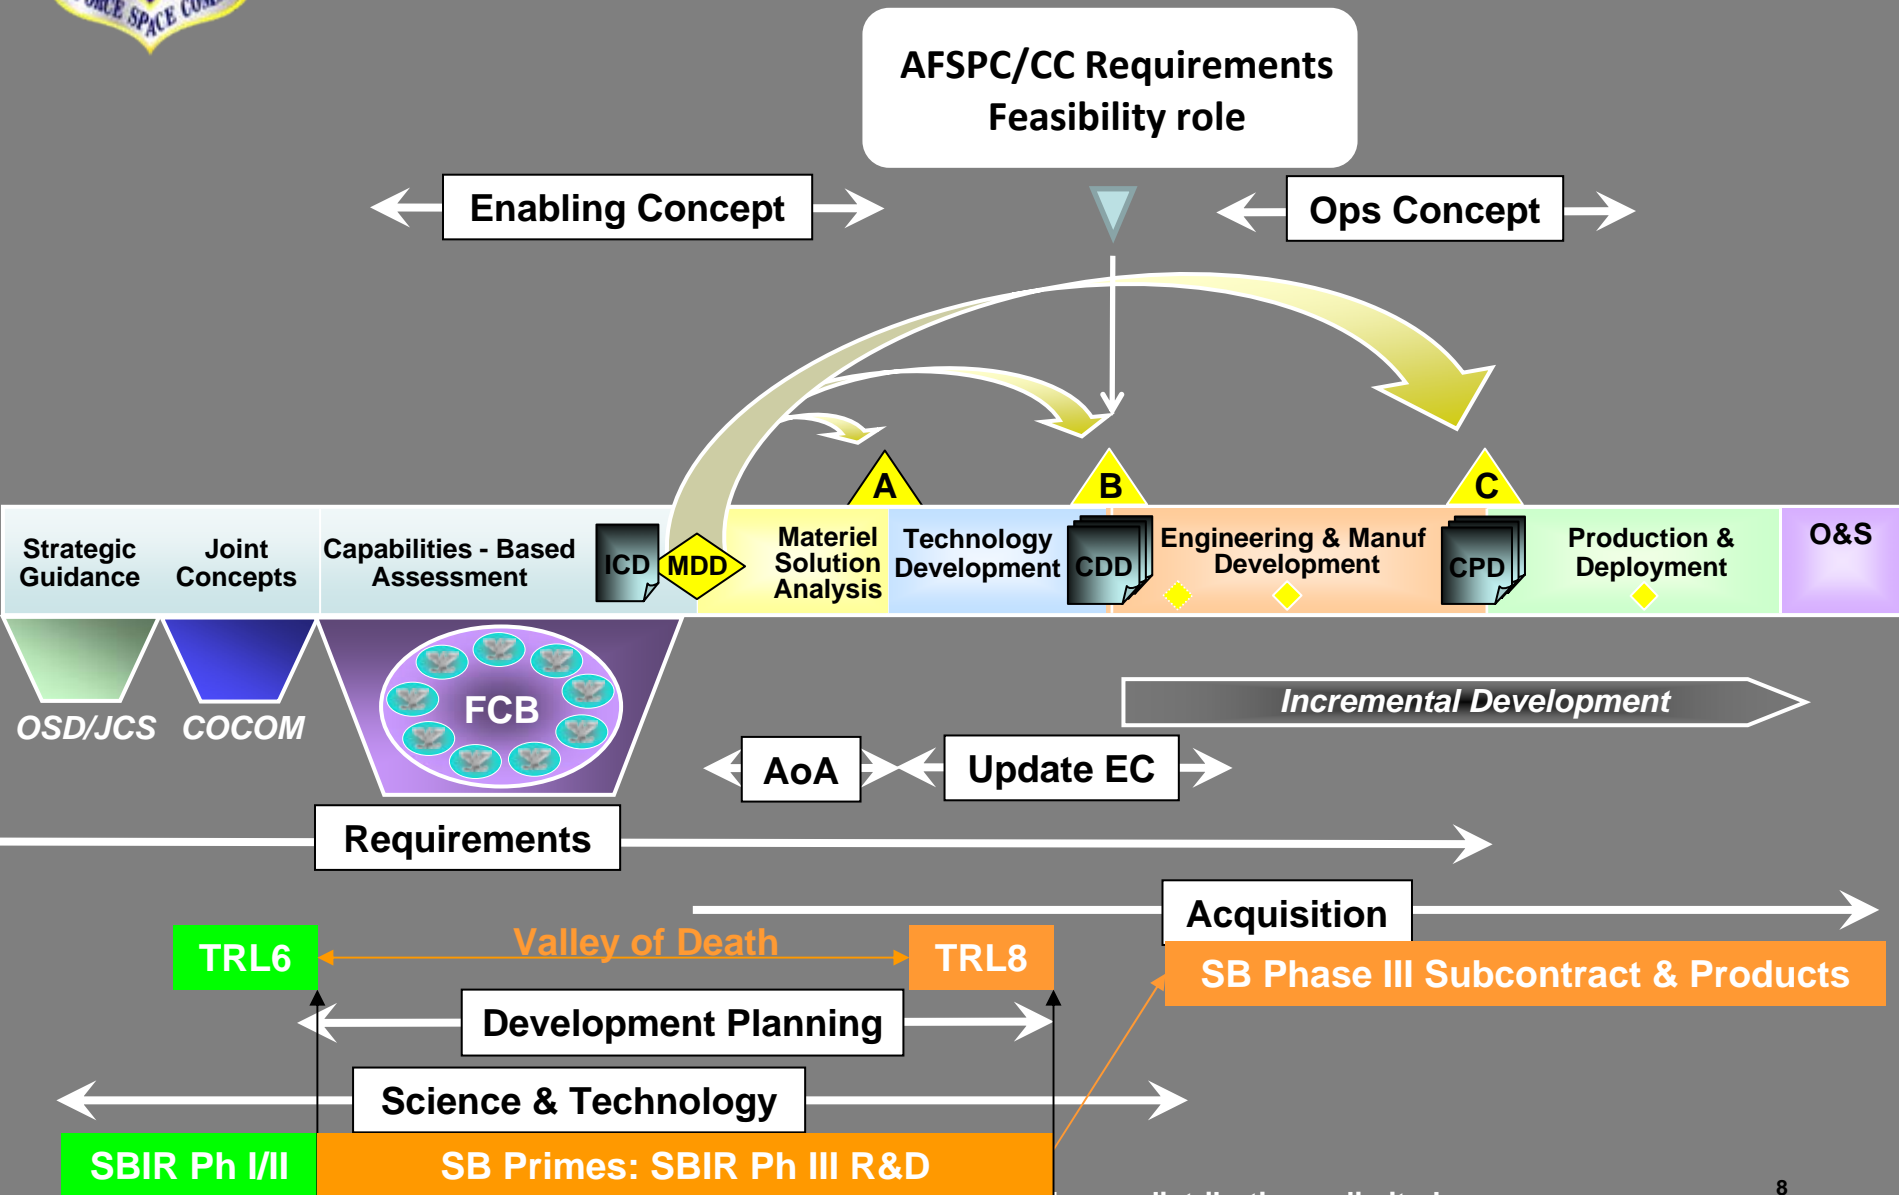 FORCE SPACE COM
AFSPC/CC Requirements
Feasibility role
Enabling Concept
Ops Concept
A
B
C
Strategic
Guidance
Joint
Concepts
Capabilities - Based
Assessment
ICD
MDD
Materiel
Solution
Analysis
Technology
Development
CDD
Engineering & Manuf
Development
CPD
Production &
Deployment
O&S
OSD/JCS
COCOM
FCB
Incremental Development
AoA
Update EC
Requirements
Acquisition
TRL6
Valley of Death
TRL8
SB Phase III Subcontract & Products
Development Planning
Science & Technology
SBIR Ph I/II
SB Primes: SBIR Ph III R&D
8